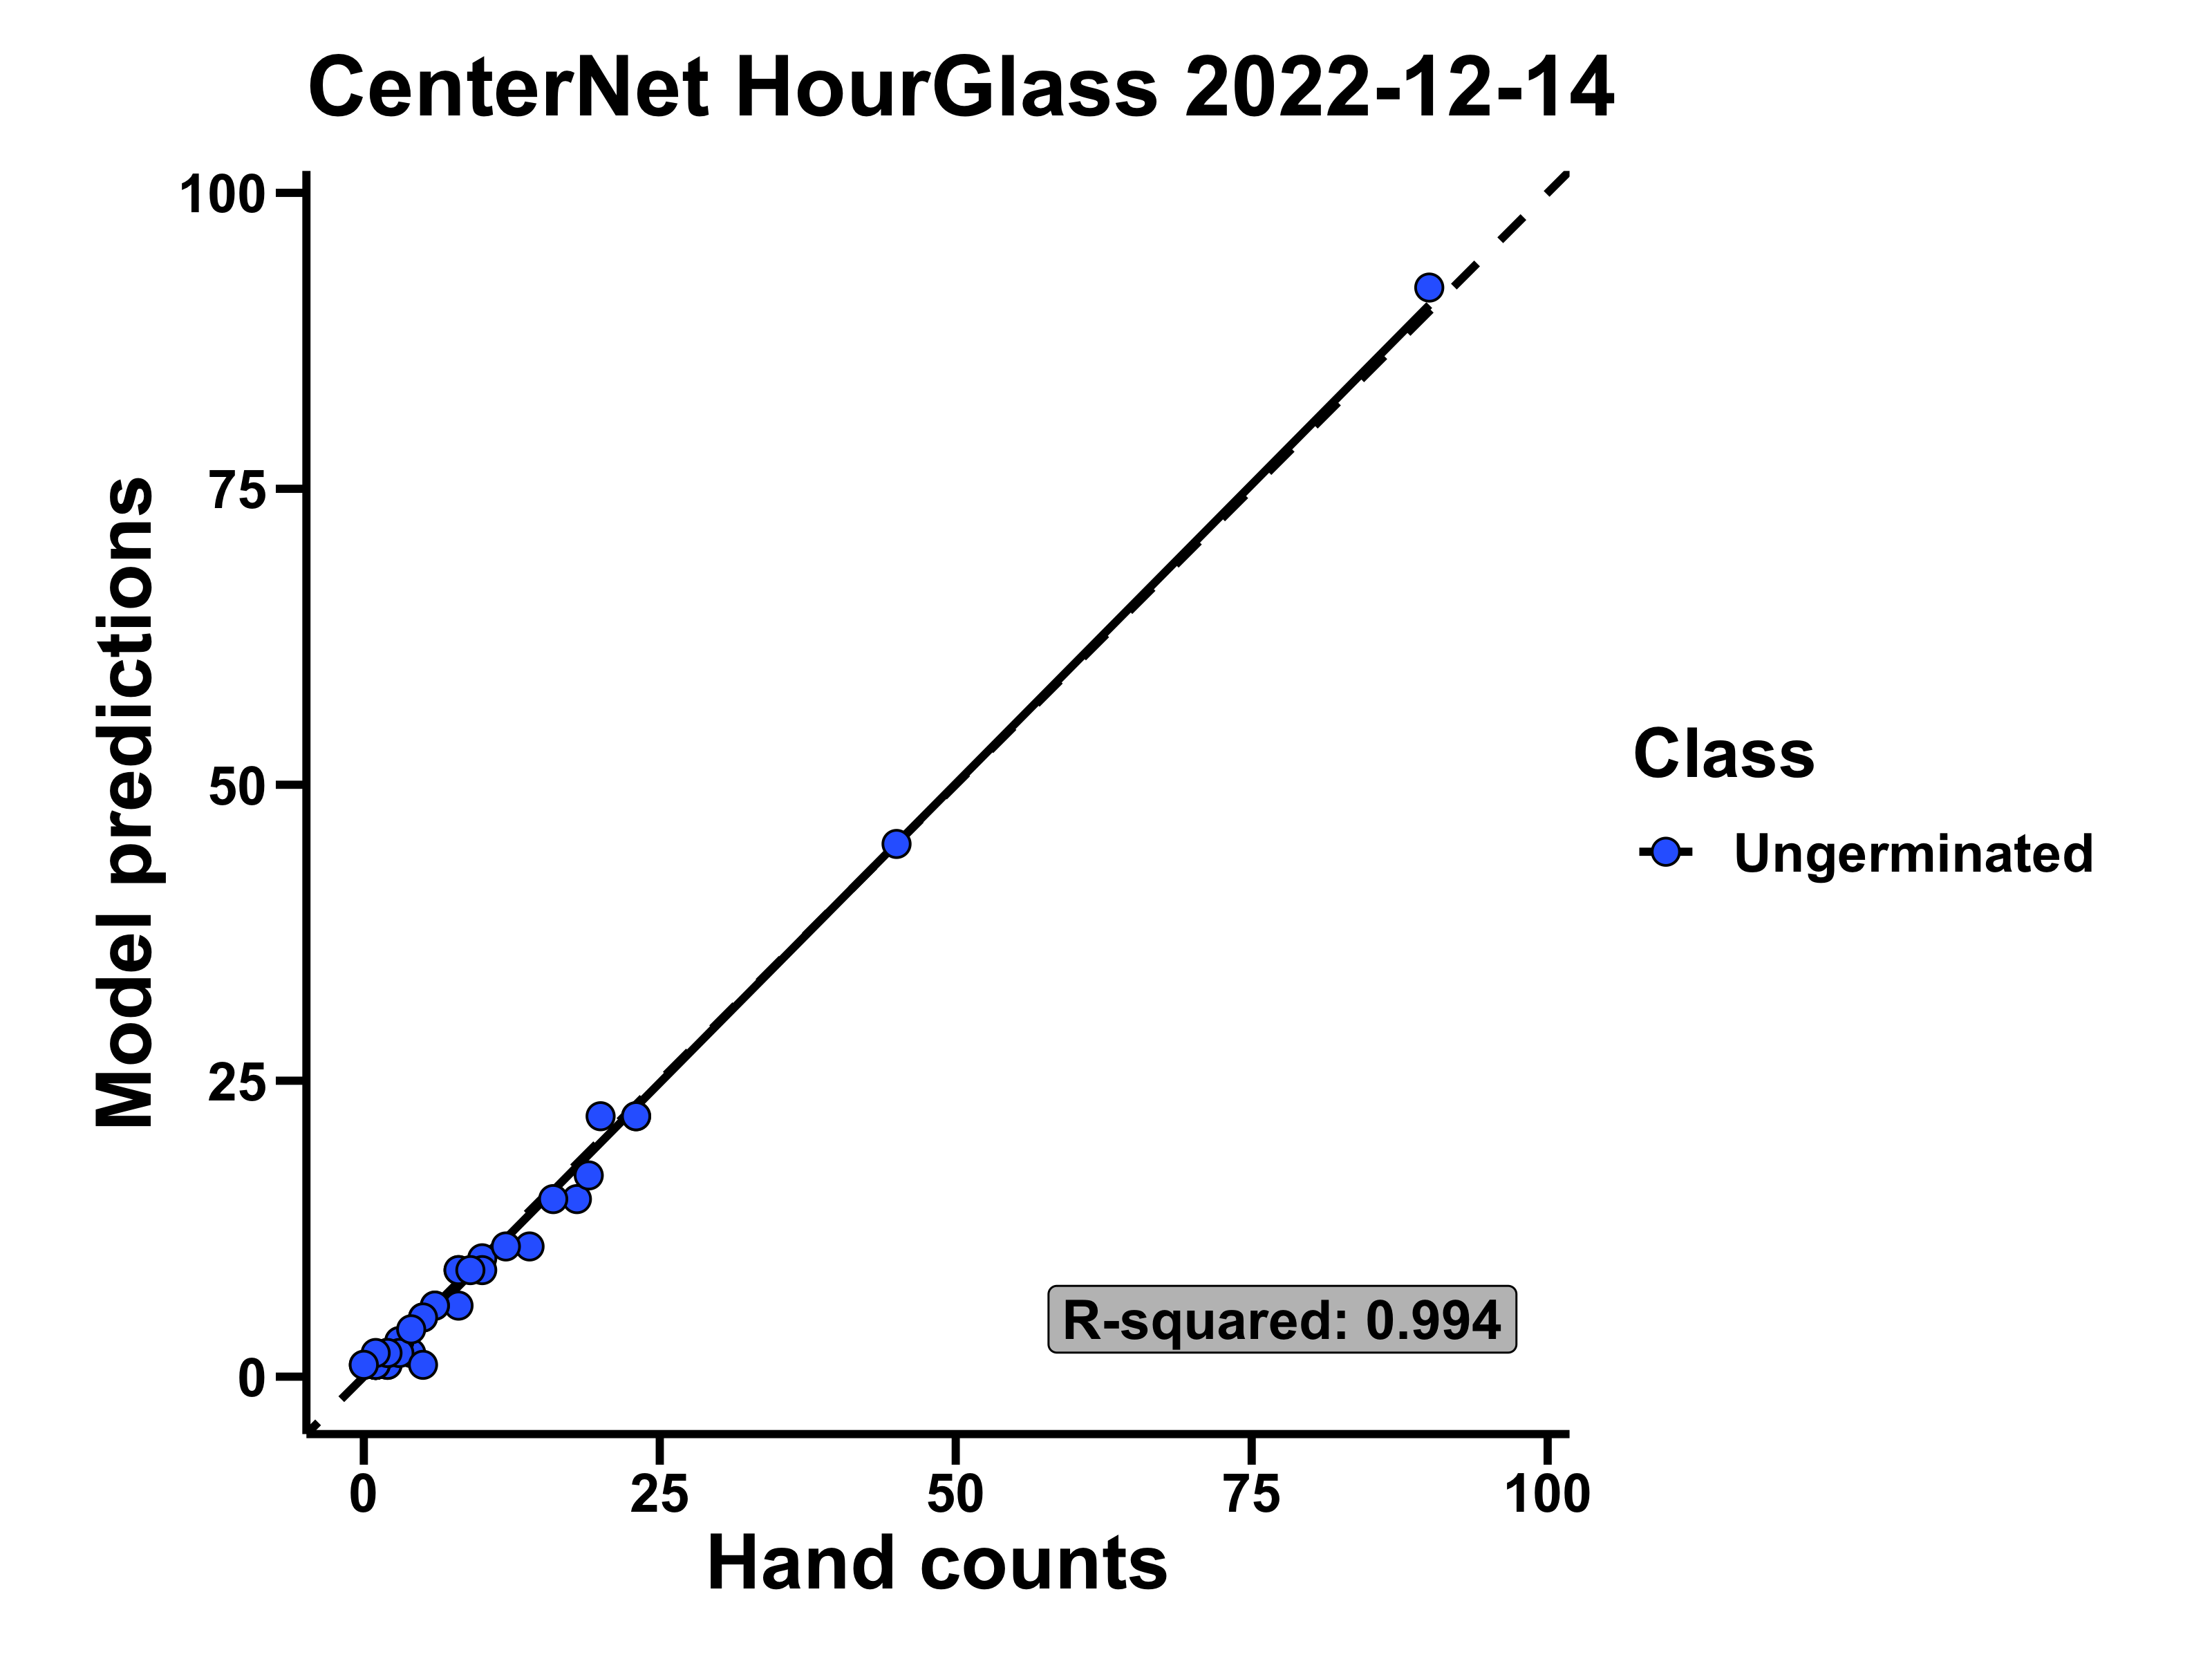 CenterNet HourGlass 2022-12-14
Model predictions
100
75
50
25
0
0 25 50 75 100
Hand counts
R-squared: 0.994
Class
Ungerminated